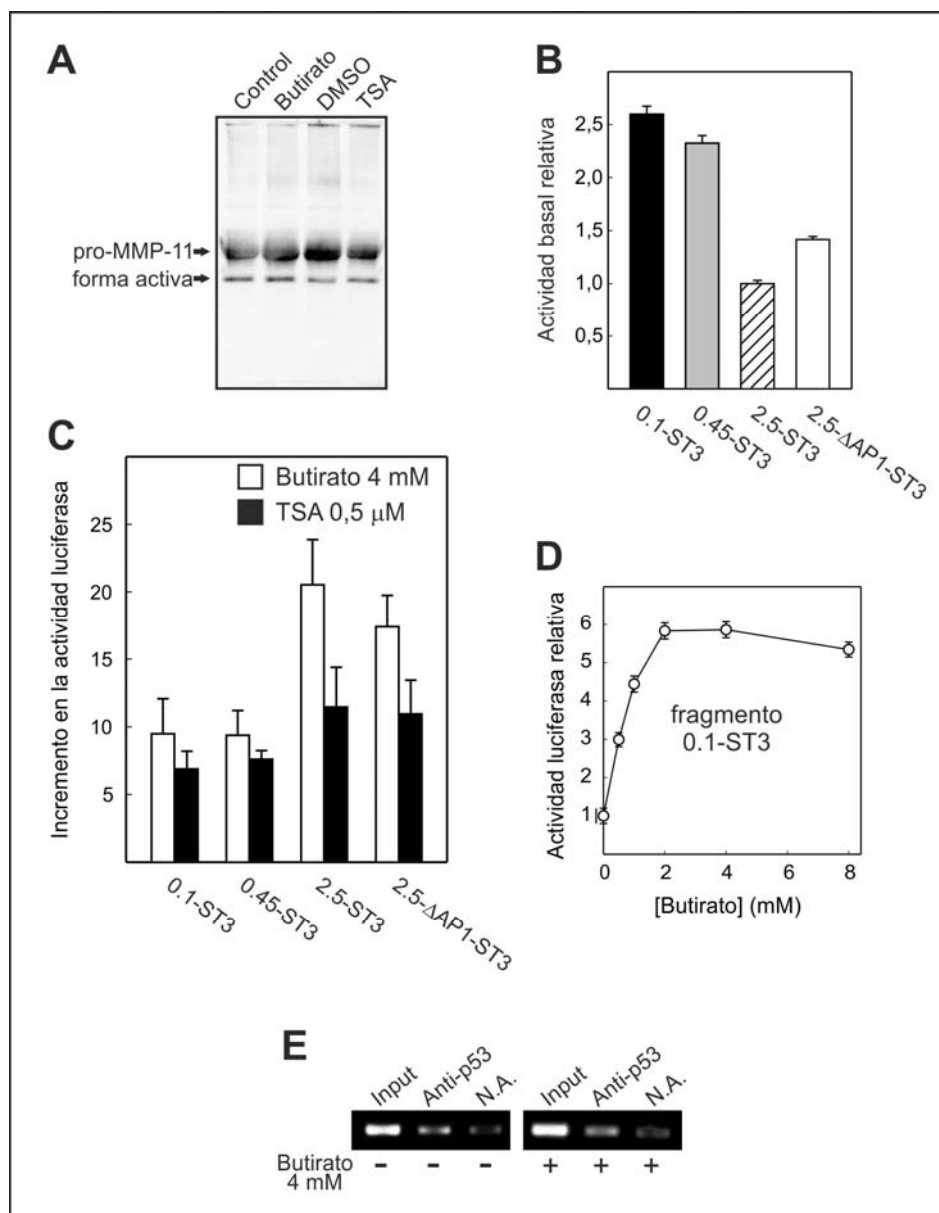 A
Control
Butirato
DMSO
TSA
pro-MMP-11
forma activa
B
Actividad basal relativa
2,5
2,0
1,5
1,0
0,5
0.1-ST3
0.45-ST3
2.5-ST3
2.5-ΔAP1-ST3
C
Incremento en la actividad luciferasa
Butirato 4 mM
TSA 0,5 μM
25
20
15
10
5
0.1-ST3
0.45-ST3
2.5-ST3
2.5-ΔAP1-ST3
D
Actividad luciferasa relativa
6
5
4
3
2
1
fragmento
0.1-ST3
0 2 4 6 8
[Butirato] (mM)
E
Input Anti-p53 N.A. Input Anti-p53 N.A.
Butirato
4 mM
- - - + + +